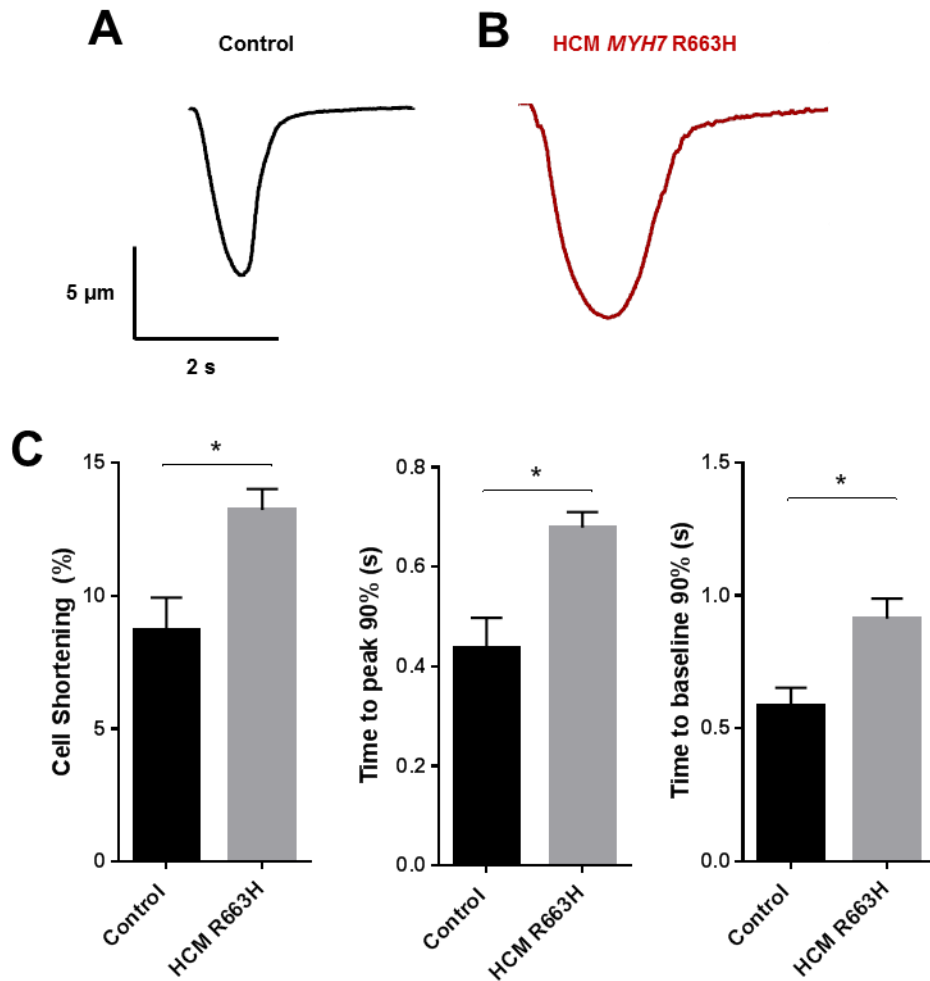 A
Control
B
HCM MYH7 R663H
5 µm
2 s
C
Cell Shortening (%)
15
10
5
0
*
Control
HCM R663H
Time to peak 90% (s)
0.8
0.6
0.4
0.2
0.0
*
Control
HCM R663H
Time to baseline 90% (s)
1.5
1.0
0.5
0.0
*
Control
HCM R663H